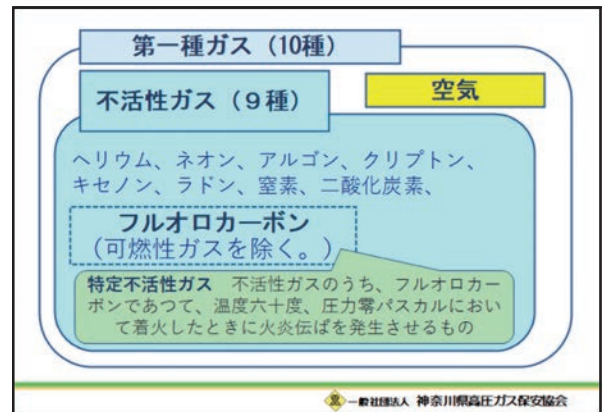 第一種ガス（10種）
不活性ガス（９種）
空気
ヘリウム、ネオン、アルゴン、クリプトン、
キセノン、ラドン、窒素、二酸化炭素、
フルオロカーボン
（可燃性ガスを除く。）
特定不活性ガス　不活性ガスのうち、フルオロカー
ボンであつて、温度六十度、圧力零パスカルにおい
て着火したときに火炎伝ぱを発生させるもの
一般社団法人 神奈川県高圧ガス保安協会